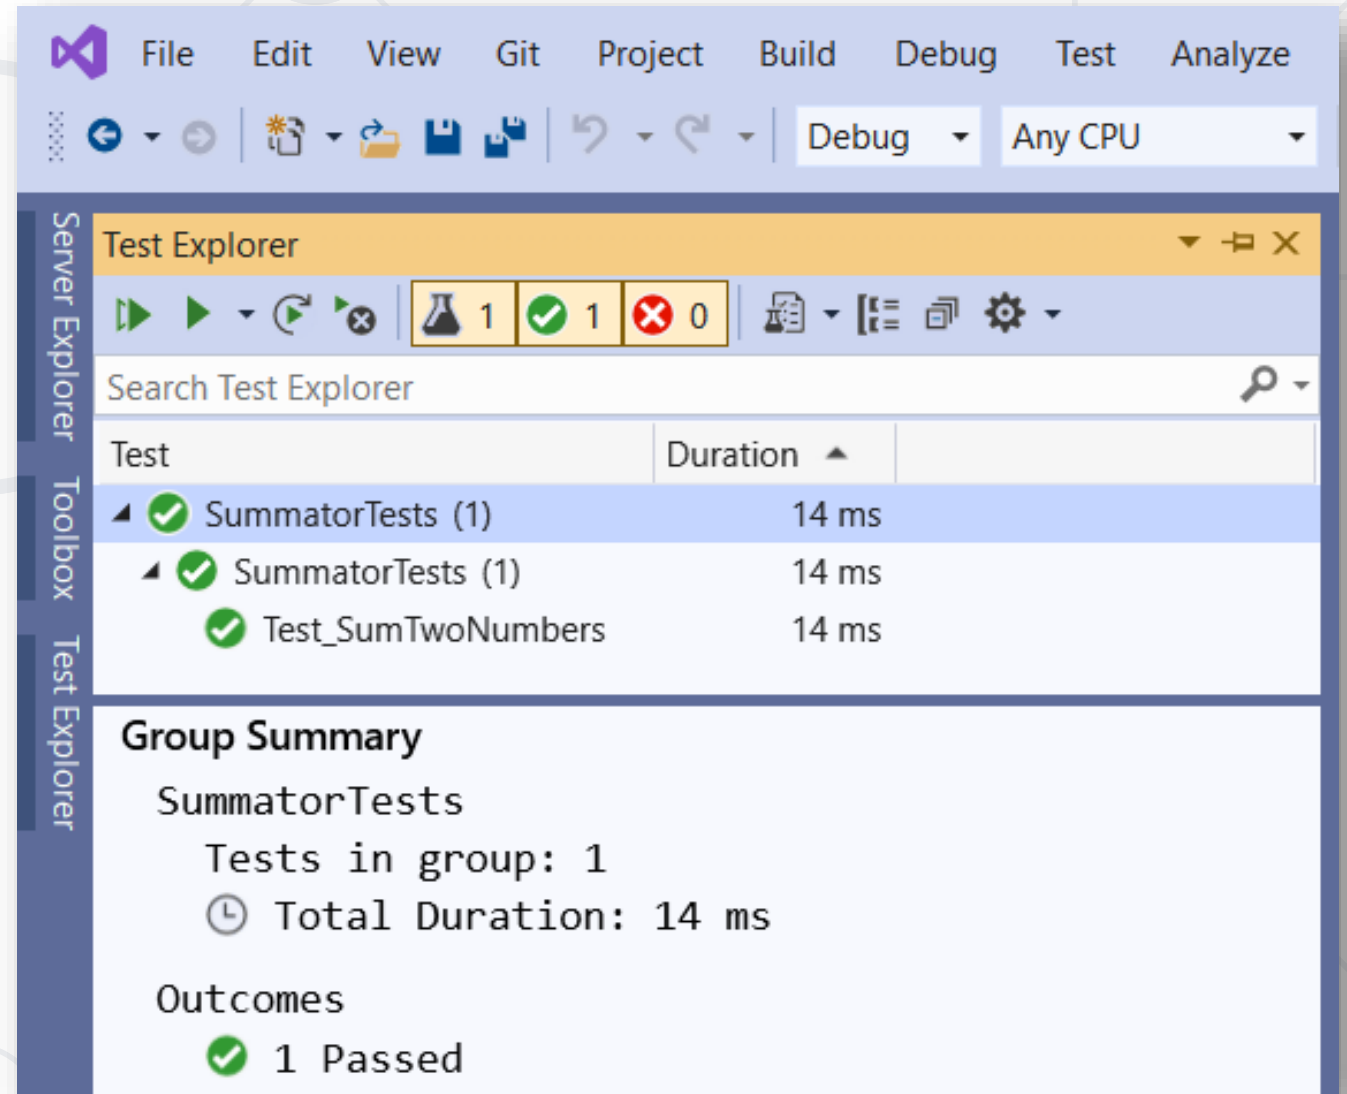 File Edit View Git Project Build Debug Test Analyze
Debug Any CPU
Server Explorer
Toolbox
Test Explorer
Test Explorer
1 1 0
Search Test Explorer
Test Duration
SummatorTests (1) 14 ms
SummatorTests (1) 14 ms
Test_SumTwoNumbers 14 ms
Group Summary
SummatorTests
Tests in group: 1
Total Duration: 14 ms
Outcomes
1 Passed